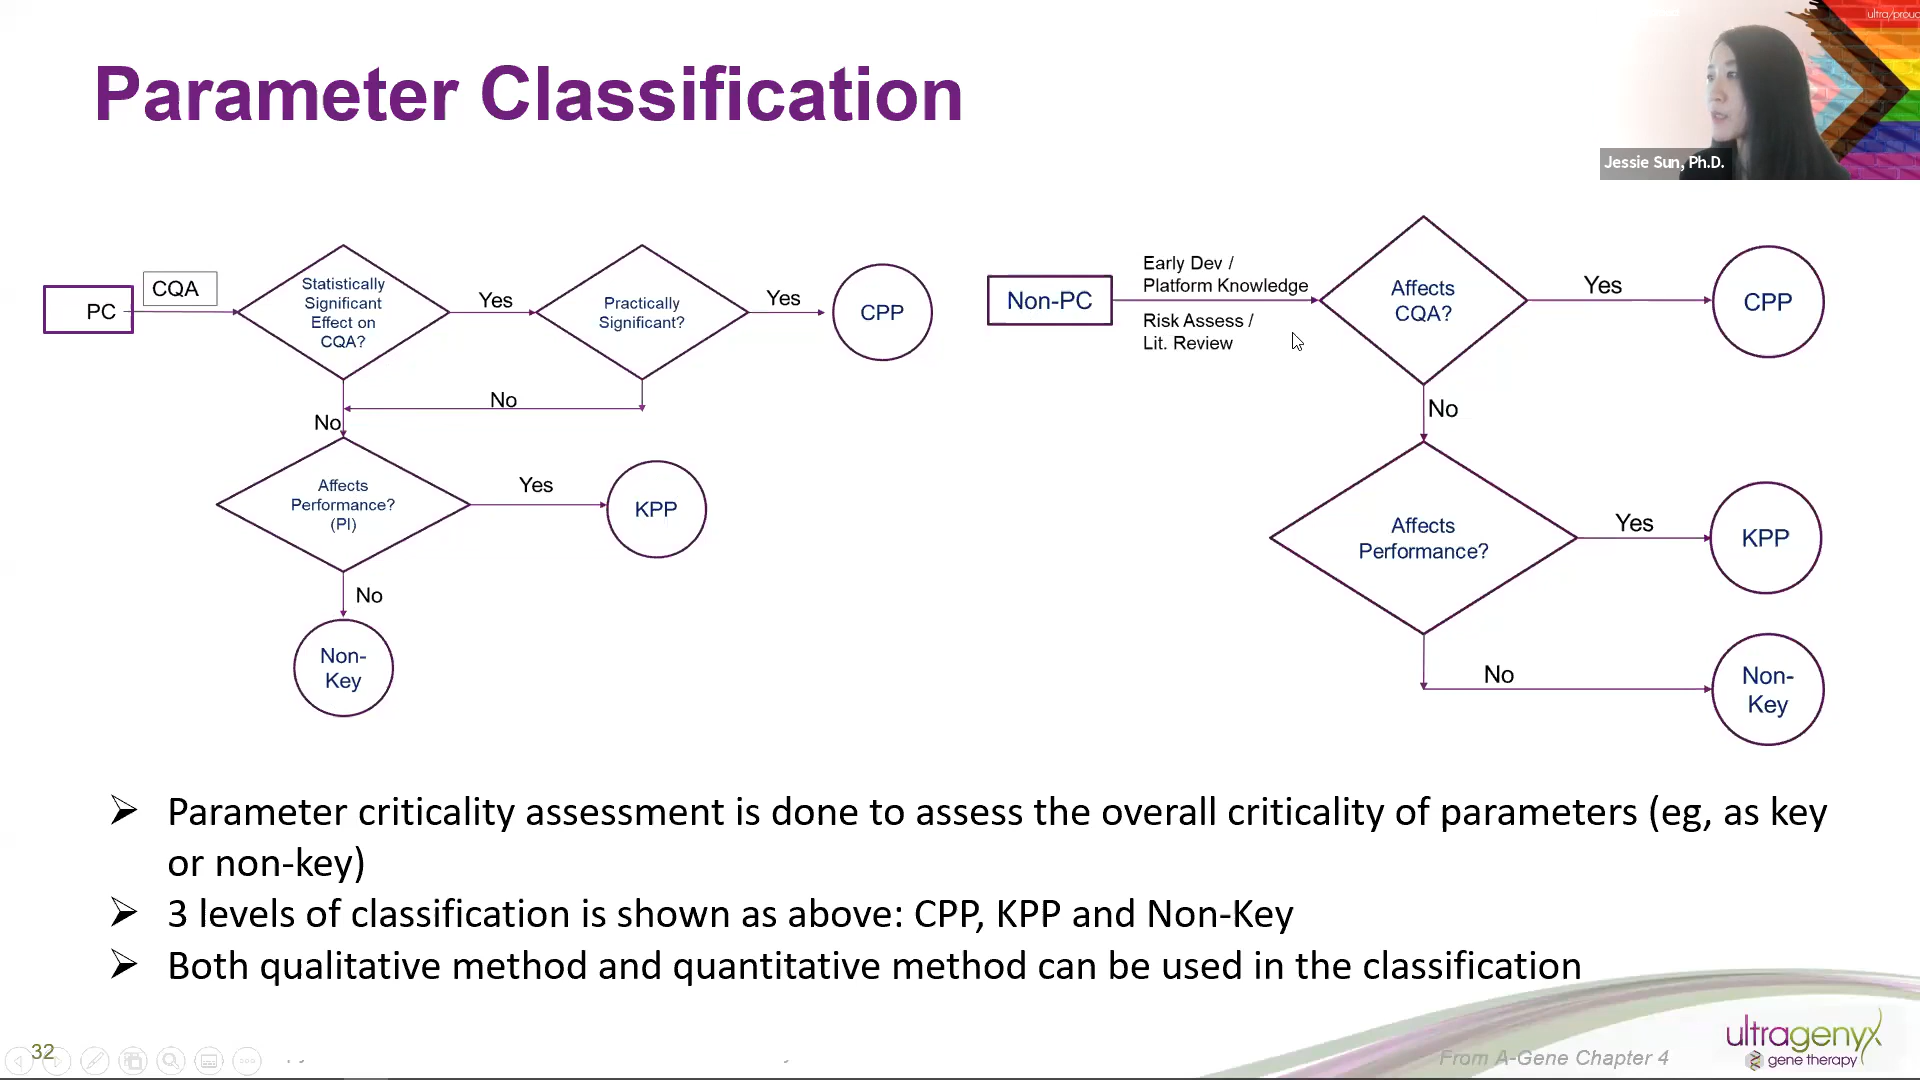 ultra/proud
Parameter Classification
Jessie Sun, Ph.D.
PC
CQA
Statistically
Significant
Effect on
CQA?
Yes
Practically
Significant?
Yes
CPP
No
No
Affects
Performance?
(PI)
Yes
KPP
No
Non-
Key
Non-PC
Early Dev /
Platform Knowledge
Risk Assess /
Lit. Review
Affects
CQA?
Yes
CPP
No
Affects
Performance?
Yes
KPP
No
Non-
Key
➢ Parameter criticality assessment is done to assess the overall criticality of parameters (eg, as key
or non-key)
➢ 3 levels of classification is shown as above: CPP, KPP and Non-Key
➢ Both qualitative method and quantitative method can be used in the classification
32
From A-Gene Chapter 4
ultragenyx
gene therapy